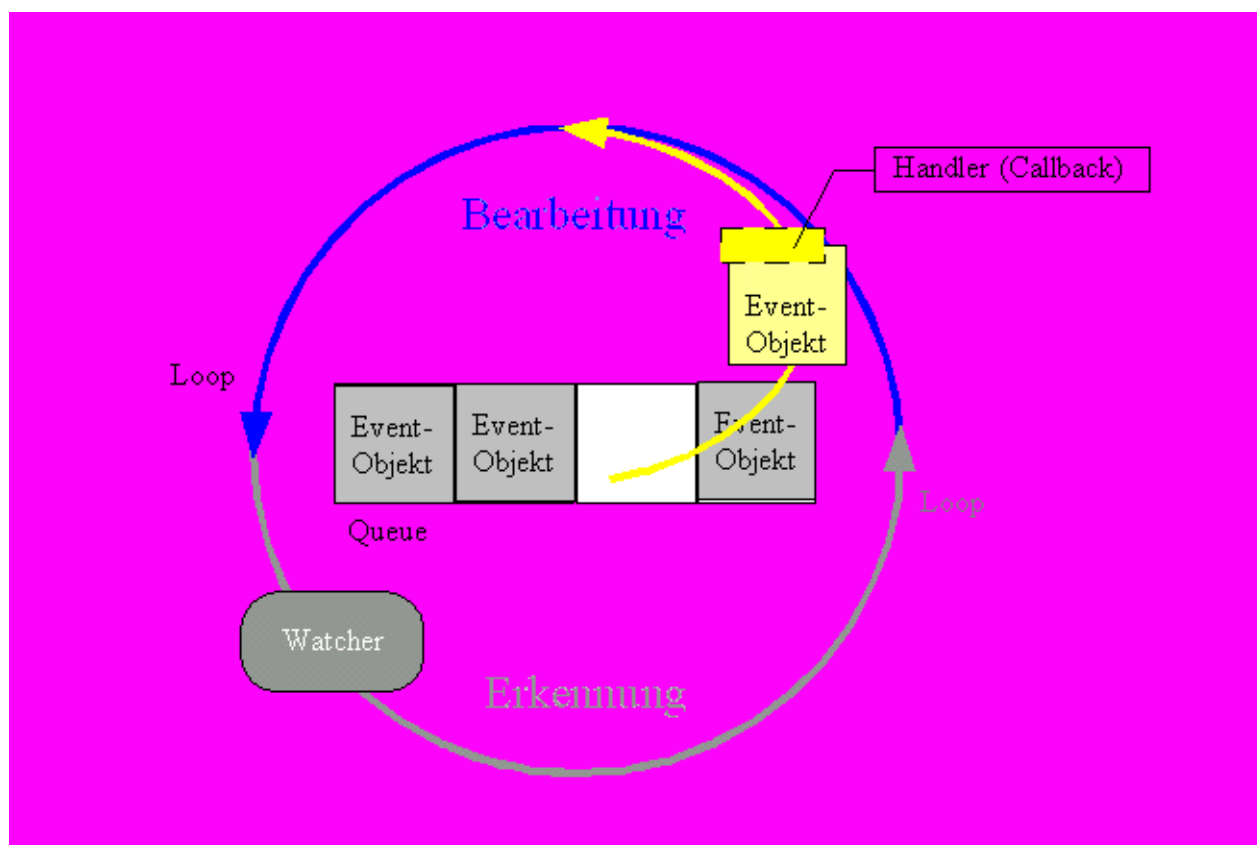 Handler (Callback)
Bearbeitung
Event-
Objekt
Loop
Event-
Objekt
Event-
Objekt
Event-
Objekt
Loop
Queue
Watcher
Erkennung